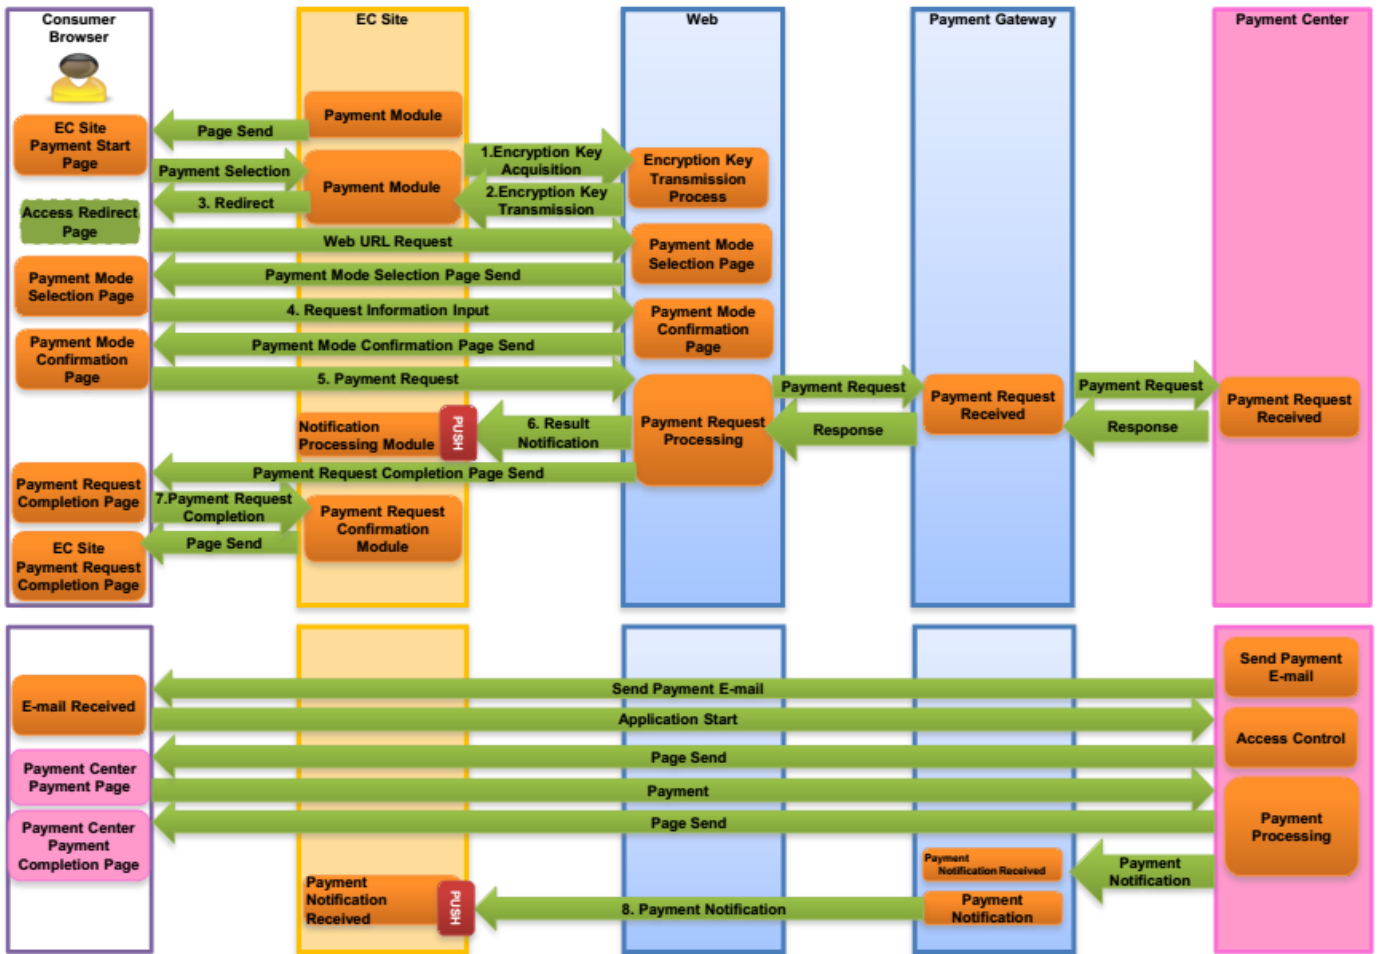 Consumer
Browser
EC Site
Web
Payment Gateway
Payment Center
Payment Module
EC Site
Payment Start
Page
Page Send
Payment Selection
Payment Module
1.Encryption Key
Acquisition
Encryption Key
Transmission
Process
2.Encryption Key
Transmission
3. Redirect
Access Redirect
Page
Web URL Request
Payment Mode
Selection Page
Payment Mode Selection Page Send
Payment Mode
Selection Page
4. Request Information Input
Payment Mode
Confirmation
Page
Payment Mode
Confirmation
Page
Payment Mode Confirmation Page Send
5. Payment Request
Payment Request
Processing
Payment Request
Payment Request
Received
Payment Request
Payment Request
Received
Response
Response
Notification
Processing Module
PUSH
6. Result
Notification
Payment Request Completion Page Send
Payment Request
Completion Page
7.Payment Request
Completion
Payment Request
Confirmation
Module
Page Send
EC Site
Payment Request
Completion Page
Send Payment
E-mail
Send Payment E-mail
E-mail Received
Application Start
Access Control
Page Send
Payment Center
Payment Page
Payment
Payment
Processing
Page Send
Payment Center
Payment
Completion Page
Payment
Notification Received
Payment
Notification
Payment
Notification
Received
PUSH
8. Payment Notification
Payment
Notification